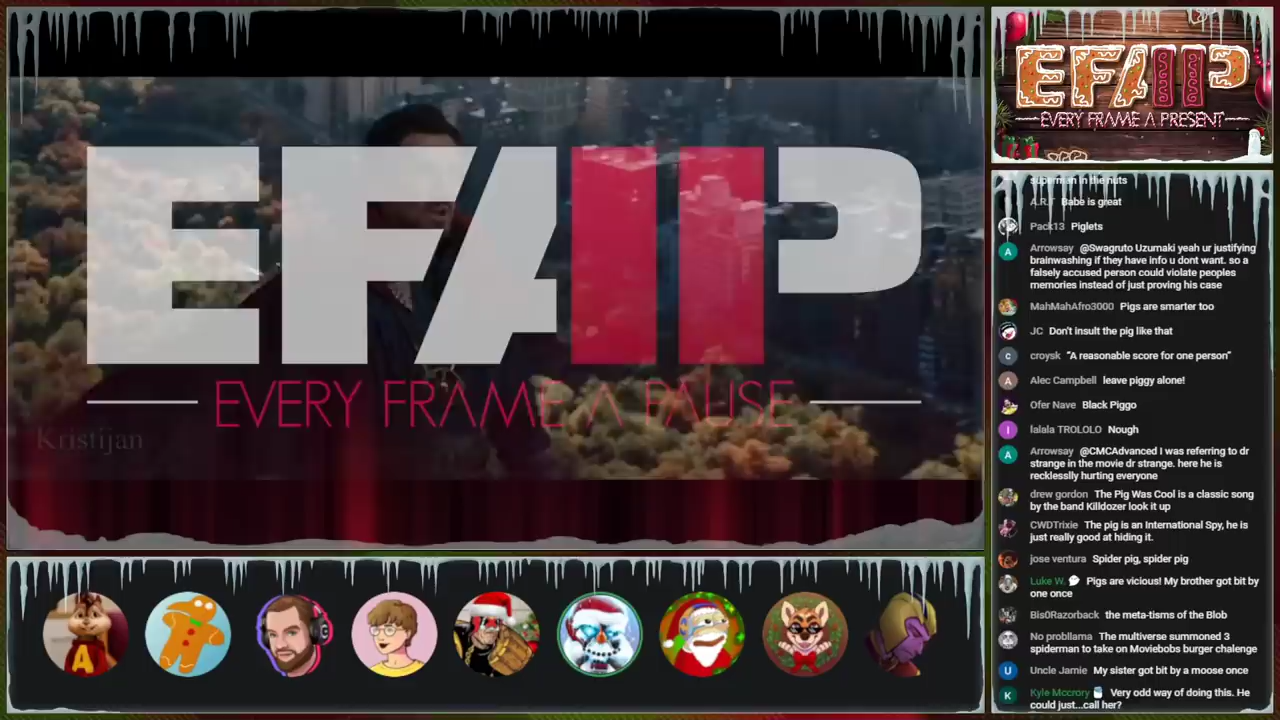 EFAP
EVERY FRAME A PAUSE
Kristijan
EFAP
EVERY FRAME A PRESENT
superman in the nuts
Babe is great
Pack13 Piglets
Arrowsay @Swagruto Uzumaki yeah ur justifying
brainwashing if they have info u dont want. so a
falsely accused person could violate peoples
memories instead of just proving his case
MahMahAfro3000 Pigs are smarter too
JC Don't insult the pig like that
croysk “A reasonable score for one person”
Alec Campbell leave piggy alone!
Ofer Nave Black Piggo
lalala TROLOLO Nough
Arrowsay @CMCAdvanced I was referring to dr
strange in the movie dr strange. here he is
recklesslly hurting everyone
drew gordon The Pig Was Cool is a classic song
by the band Killdozer look it up
CWDTrixie The pig is an International Spy, he is
just really good at hiding it.
jose ventura Spider pig, spider pig
Luke W. Pigs are vicious! My brother got bit by
one once
Bis0Razorback the meta-tisms of the Blob
No probllama The multiverse summoned 3
spiderman to take on Moviebobs burger chalenge
Uncle Jamie My sister got bit by a moose once
Kyle Mccrory Very odd way of doing this. He
could just...call her?